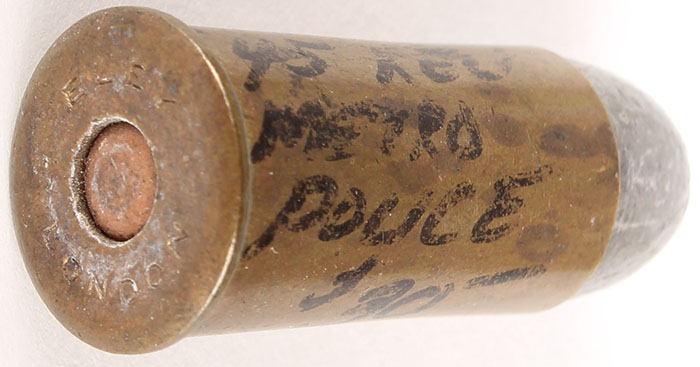 ELEY
LONDON
.45 REV
METRO
POLICE